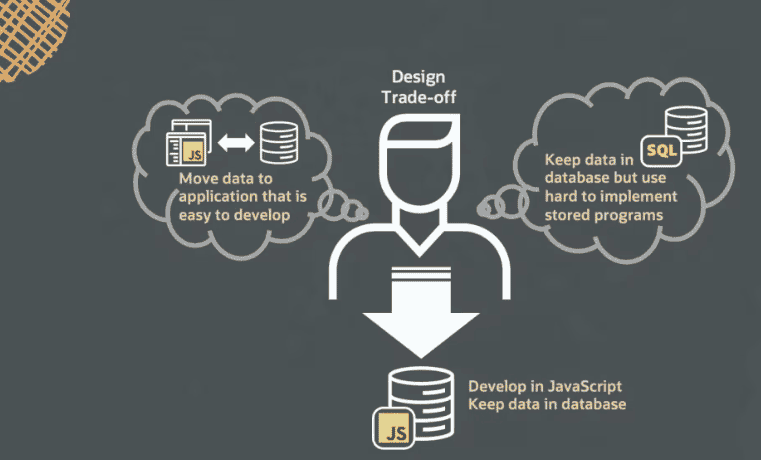 Design
Trade-off
JS
Move data to
application that is
easy to develop
SQL
Keep data in
database but use
hard to implement
stored programs
JS
Develop in JavaScript
Keep data in database